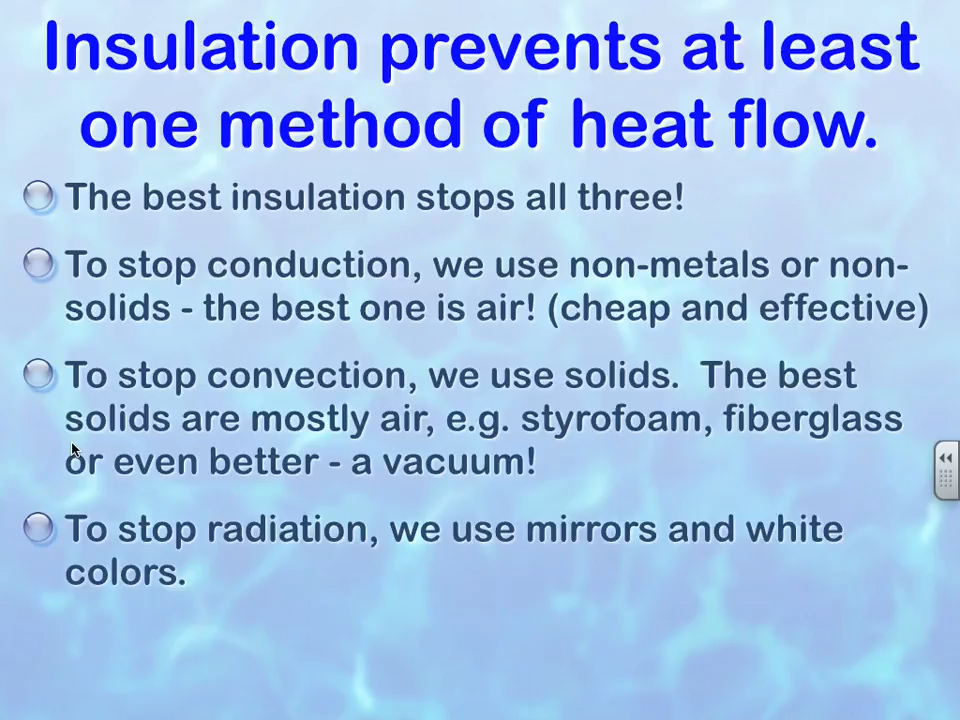 Insulation prevents at least
one method of heat flow.
The best insulation stops all three!
To stop conduction, we use non-metals or non-
solids - the best one is air! (cheap and effective)
To stop convection, we use solids.  The best
solids are mostly air, e.g. styrofoam, fiberglass
or even better - a vacuum!
To stop radiation, we use mirrors and white
colors.